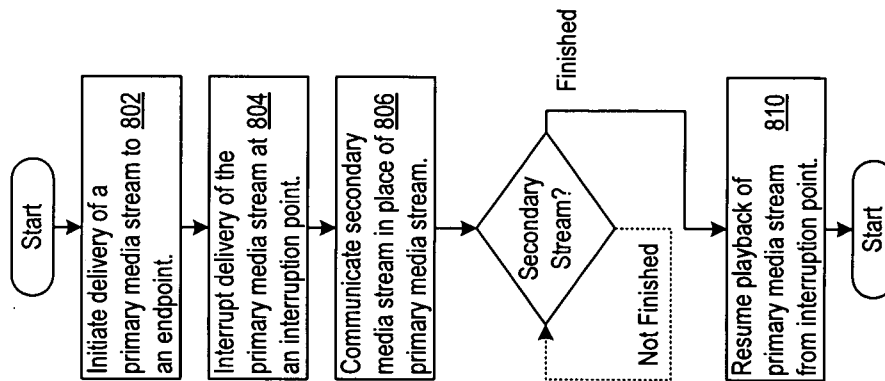 Start
Initiate delivery of a
primary media stream to 802
an endpoint.
Interrupt delivery of the
primary media stream at 804
an interruption point.
Communicate secondary
media stream in place of 806
primary media stream.
Secondary
Stream?
Finished
Not Finished
Resume playback of
primary media stream 810
from interruption point.
Start